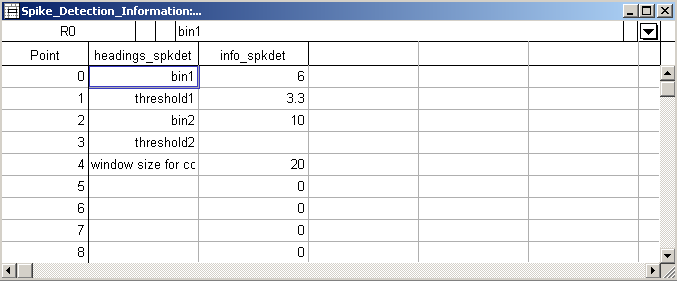 Spike_Detection_Information:...
R0 bin1
Point headings_spkdet info_spkdet
0 bin1 6
1 threshold1 3.3
2 bin2 10
3 threshold2
4 window size for cc 20
5 0
6 0
7 0
8 0